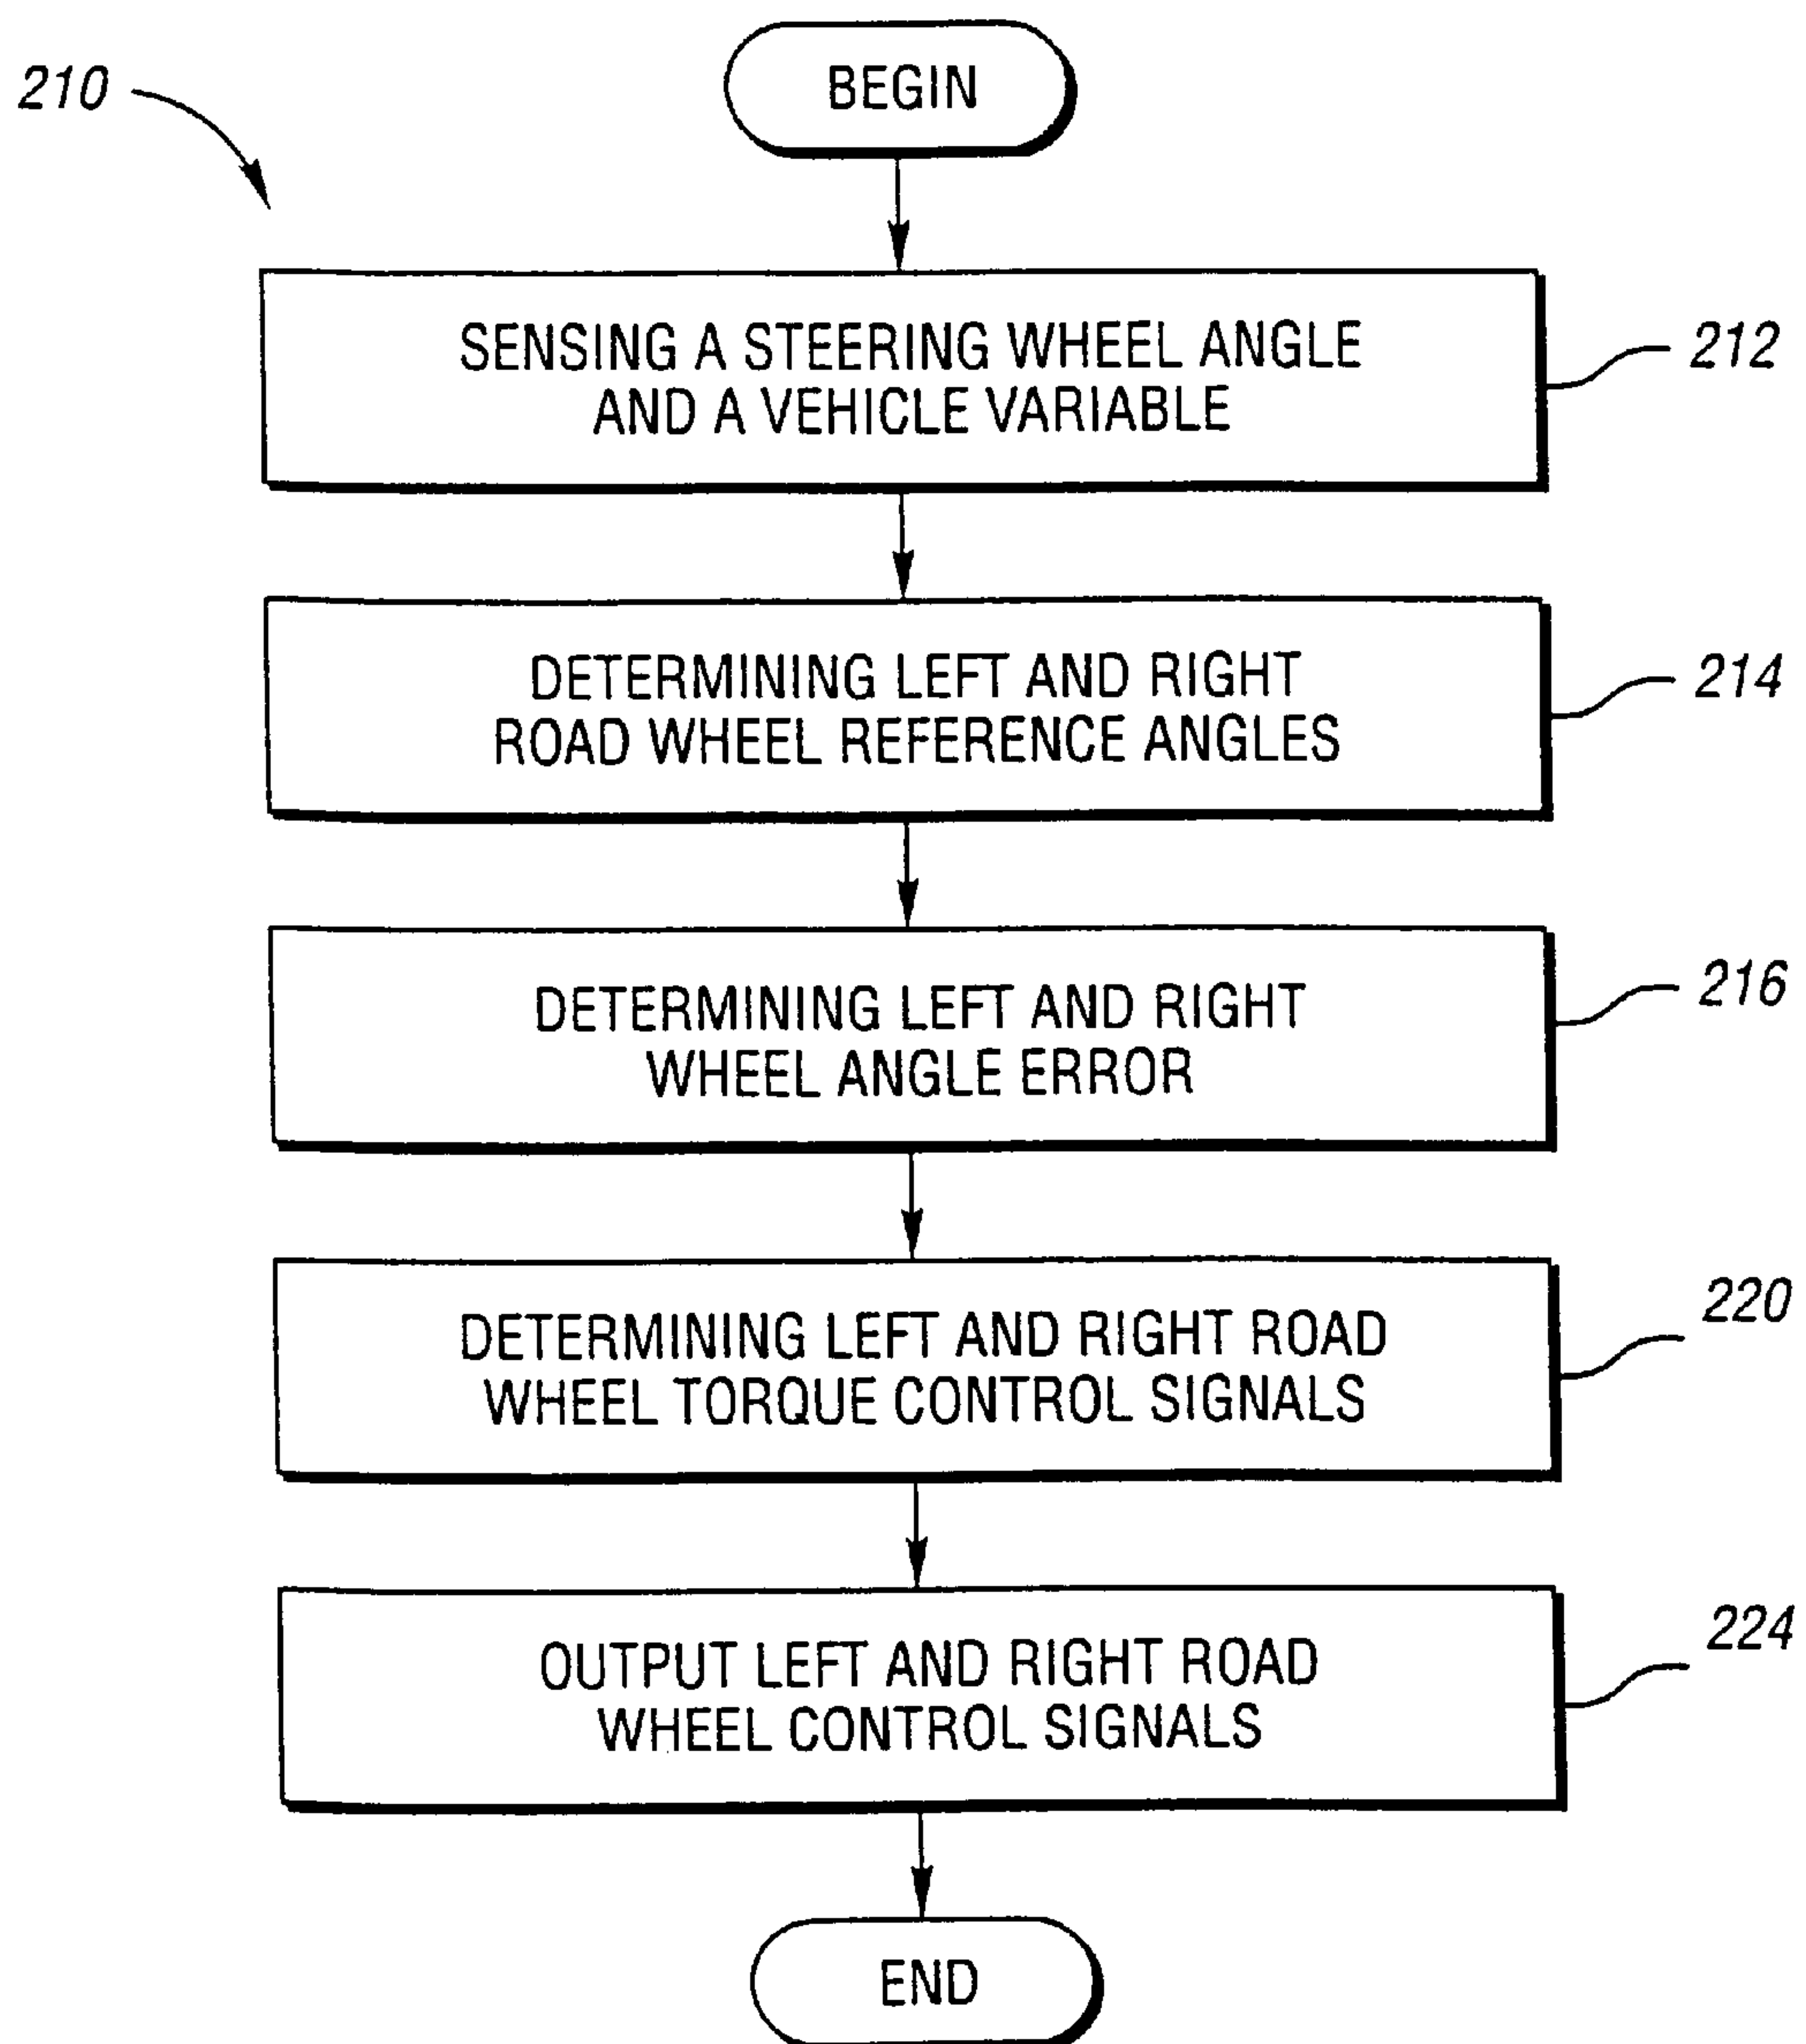 210
BEGIN
SENSING A STEERING WHEEL ANGLE
AND A VEHICLE VARIABLE
212
DETERMINING LEFT AND RIGHT
ROAD WHEEL REFERENCE ANGLES
214
DETERMINING LEFT AND RIGHT
WHEEL ANGLE ERROR
216
DETERMINING LEFT AND RIGHT ROAD
WHEEL TORQUE CONTROL SIGNALS
220
OUTPUT LEFT AND RIGHT ROAD
WHEEL CONTROL SIGNALS
224
END